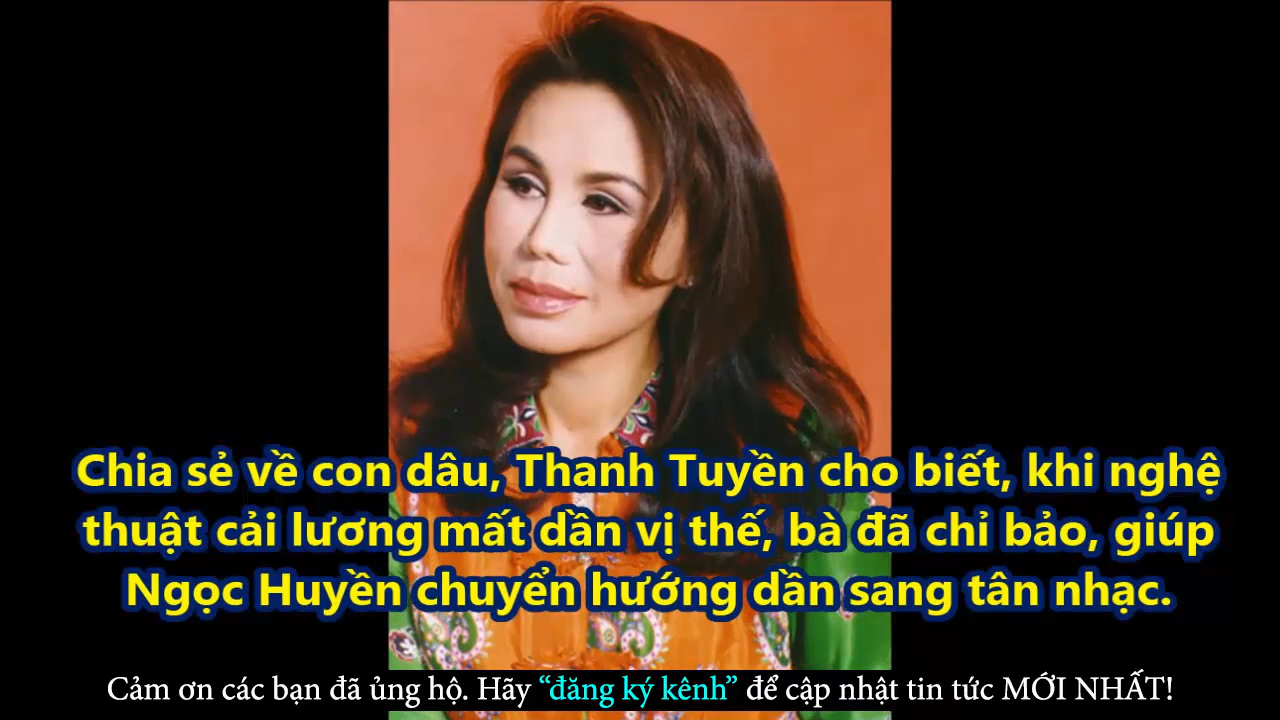 Chia sẻ về con dâu, Thanh Tuyền cho biết, khi nghệ
thuật cải lương mất dần vị thế, bà đã chỉ bảo, giúp
Ngọc Huyền chuyển hướng dần sang tân nhạc.
Cảm ơn các bạn đã ủng hộ. Hãy “đăng ký kênh” để cập nhật tin tức MỚI NHẤT!